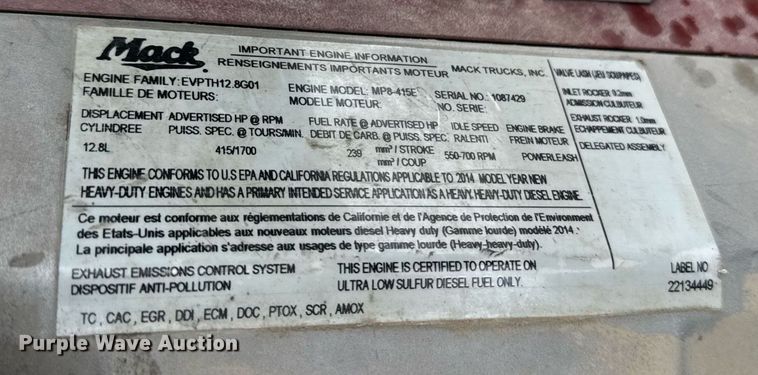 Mack
IMPORTANT ENGINE INFORMATION
RENSEIGNEMENTS IMPORTANTS MOTEUR
MACK TRUCKS, INC.
ENGINE FAMILY: EVPTH12.8G01
FAMILLE DE MOTEURS:
ENGINE MODEL: MP8-415E
MODELE MOTEUR:
SERIAL NO.: 1087429
NO. SERIE:
DISPLACEMENT
CYLINDREE
12.8L
ADVERTISED HP @ RPM
PUISS. SPEC. @ TOURS/MIN.
415/1700
FUEL RATE @ ADVERTISED HP
DEBIT DE CARB. @ PUISS. SPEC.
239 mm³ / STROKE
mm³ / COUP
IDLE SPEED
RALENTI
550-700 RPM
ENGINE BRAKE
FREIN MOTEUR
POWERLEASH
VALVE LASH (JEU SOUPAPES)
INLET ROCKER 0.2mm
ADMISSION CULBUTEUR
EXHAUST ROCKER 1.0mm
ECHAPPEMENT CULBUTEUR
DELEGATED ASSEMBLY
THIS ENGINE CONFORMS TO U.S EPA AND CALIFORNIA REGULATIONS APPLICABLE TO 2014 MODEL YEAR NEW
HEAVY-DUTY ENGINES AND HAS A PRIMARY INTENDED SERVICE APPLICATION AS A HEAVY, HEAVY-DUTY DIESEL ENGINE.
Ce moteur est conforme aux réglementations de Californie et de l'Agence de Protection de l'Environment
des Etats-Unis applicables aux nouveaux moteurs diesel Heavy duty (Gamme lourde) modélé 2014.
La principale application s'adresse aux usages de type gamme lourde (Heavy-heavy-duty).
EXHAUST EMISSIONS CONTROL SYSTEM
DISPOSITIF ANTI-POLLUTION
THIS ENGINE IS CERTIFIED TO OPERATE ON
ULTRA LOW SULFUR DIESEL FUEL ONLY.
LABEL NO
22134449
TC , CAC , EGR , DDI , ECM , DOC , PTOX , SCR , AMOX
Purple Wave Auction